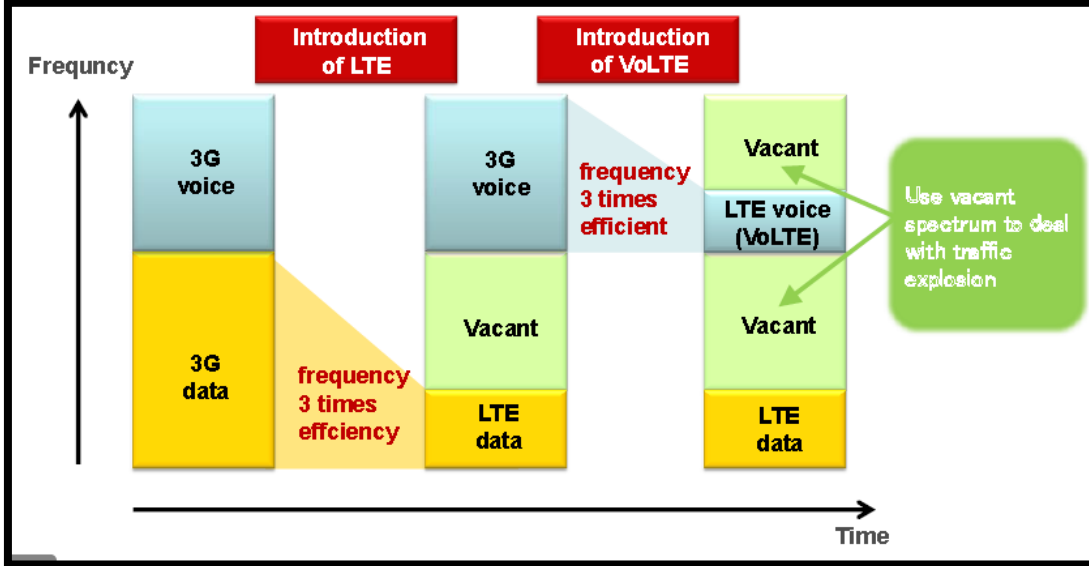 Introduction
of LTE
Introduction
of VoLTE
Frequncy
3G
voice
3G
data
frequency
3 times
effciency
3G
voice
Vacant
LTE
data
frequency
3 times
efficient
Vacant
LTE voice
(VoLTE)
Vacant
LTE
data
Use vacant
spectrum to deal
with traffic
explosion
Time